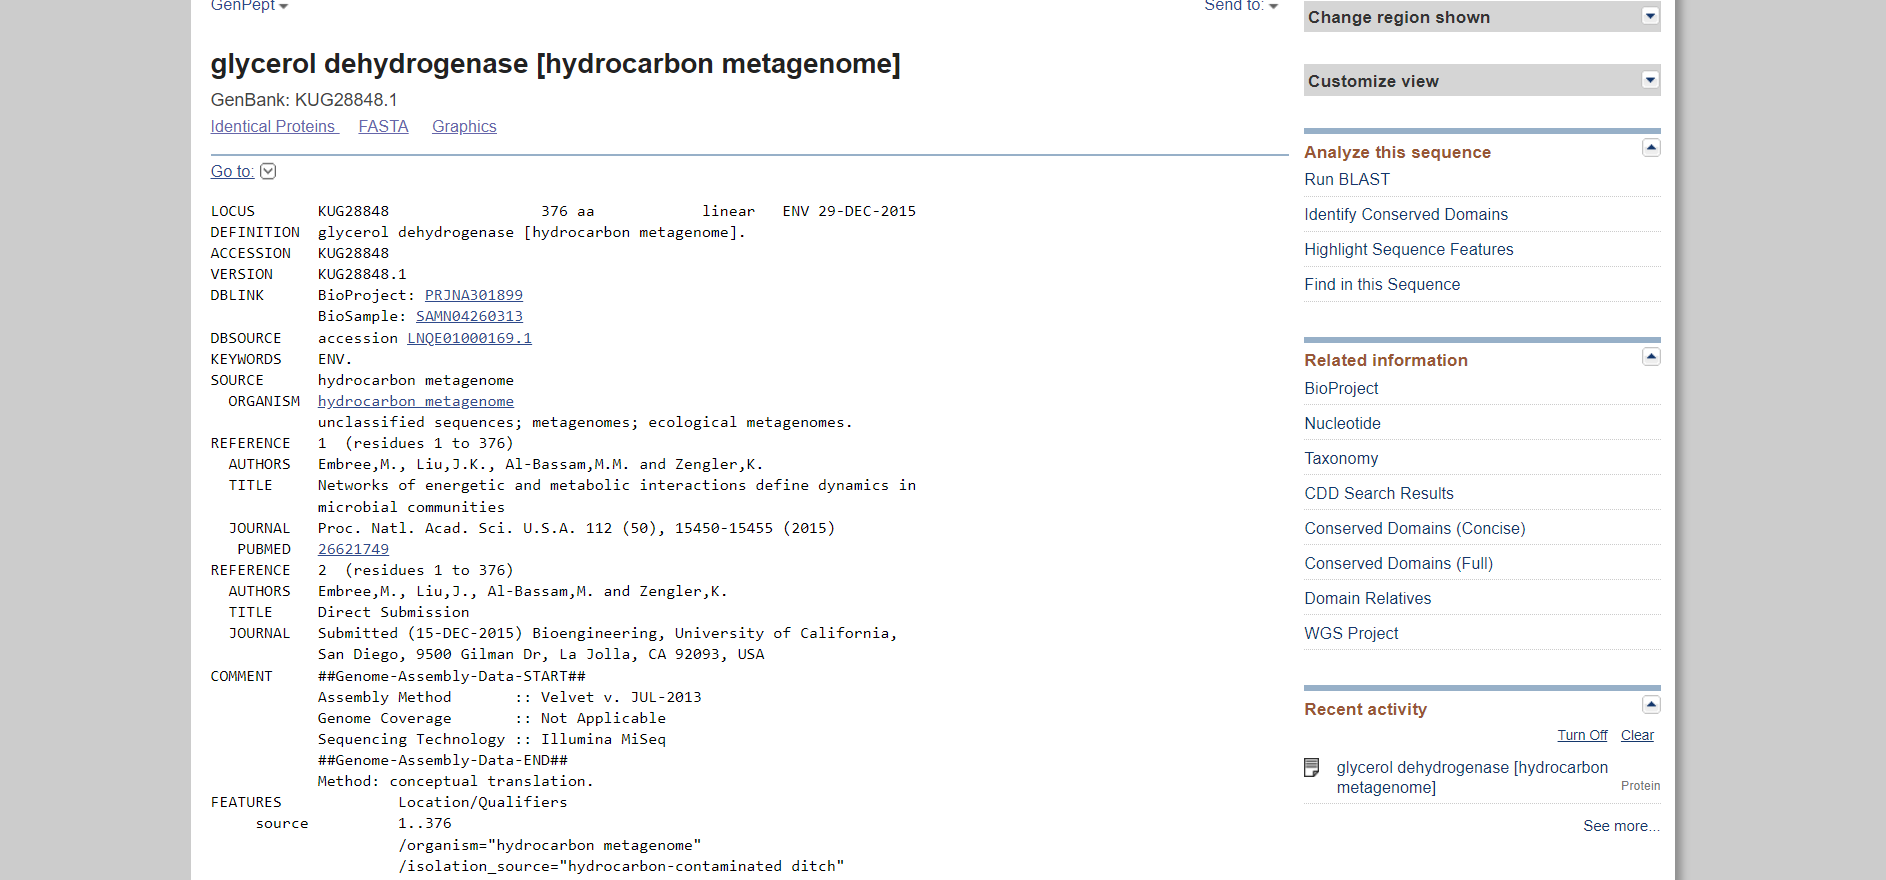 GenPept
Send to:
glycerol dehydrogenase [hydrocarbon metagenome]
GenBank: KUG28848.1
Identical Proteins FASTA Graphics
Go to:
LOCUS KUG28848 376 aa linear ENV 29-DEC-2015
DEFINITION glycerol dehydrogenase [hydrocarbon metagenome].
ACCESSION KUG28848
VERSION KUG28848.1
DBLINK BioProject: PRJNA301899
BioSample: SAMN04260313
DBSOURCE accession LNQE01000169.1
KEYWORDS ENV.
SOURCE hydrocarbon metagenome
ORGANISM hydrocarbon metagenome
unclassified sequences; metagenomes; ecological metagenomes.
REFERENCE 1 (residues 1 to 376)
AUTHORS Embree,M., Liu,J.K., Al-Bassam,M.M. and Zengler,K.
TITLE Networks of energetic and metabolic interactions define dynamics in
microbial communities
JOURNAL Proc. Natl. Acad. Sci. U.S.A. 112 (50), 15450-15455 (2015)
PUBMED 26621749
REFERENCE 2 (residues 1 to 376)
AUTHORS Embree,M., Liu,J., Al-Bassam,M. and Zengler,K.
TITLE Direct Submission
JOURNAL Submitted (15-DEC-2015) Bioengineering, University of California,
San Diego, 9500 Gilman Dr, La Jolla, CA 92093, USA
COMMENT ##Genome-Assembly-Data-START##
Assembly Method :: Velvet v. JUL-2013
Genome Coverage :: Not Applicable
Sequencing Technology :: Illumina MiSeq
##Genome-Assembly-Data-END##
Method: conceptual translation.
FEATURES Location/Qualifiers
source 1..376
/organism="hydrocarbon metagenome"
/isolation_source="hydrocarbon-contaminated ditch"
Change region shown
Customize view
Analyze this sequence
Run BLAST
Identify Conserved Domains
Highlight Sequence Features
Find in this Sequence
Related information
BioProject
Nucleotide
Taxonomy
CDD Search Results
Conserved Domains (Concise)
Conserved Domains (Full)
Domain Relatives
WGS Project
Recent activity
Turn Off Clear
glycerol dehydrogenase [hydrocarbon
metagenome]
Protein
See more...